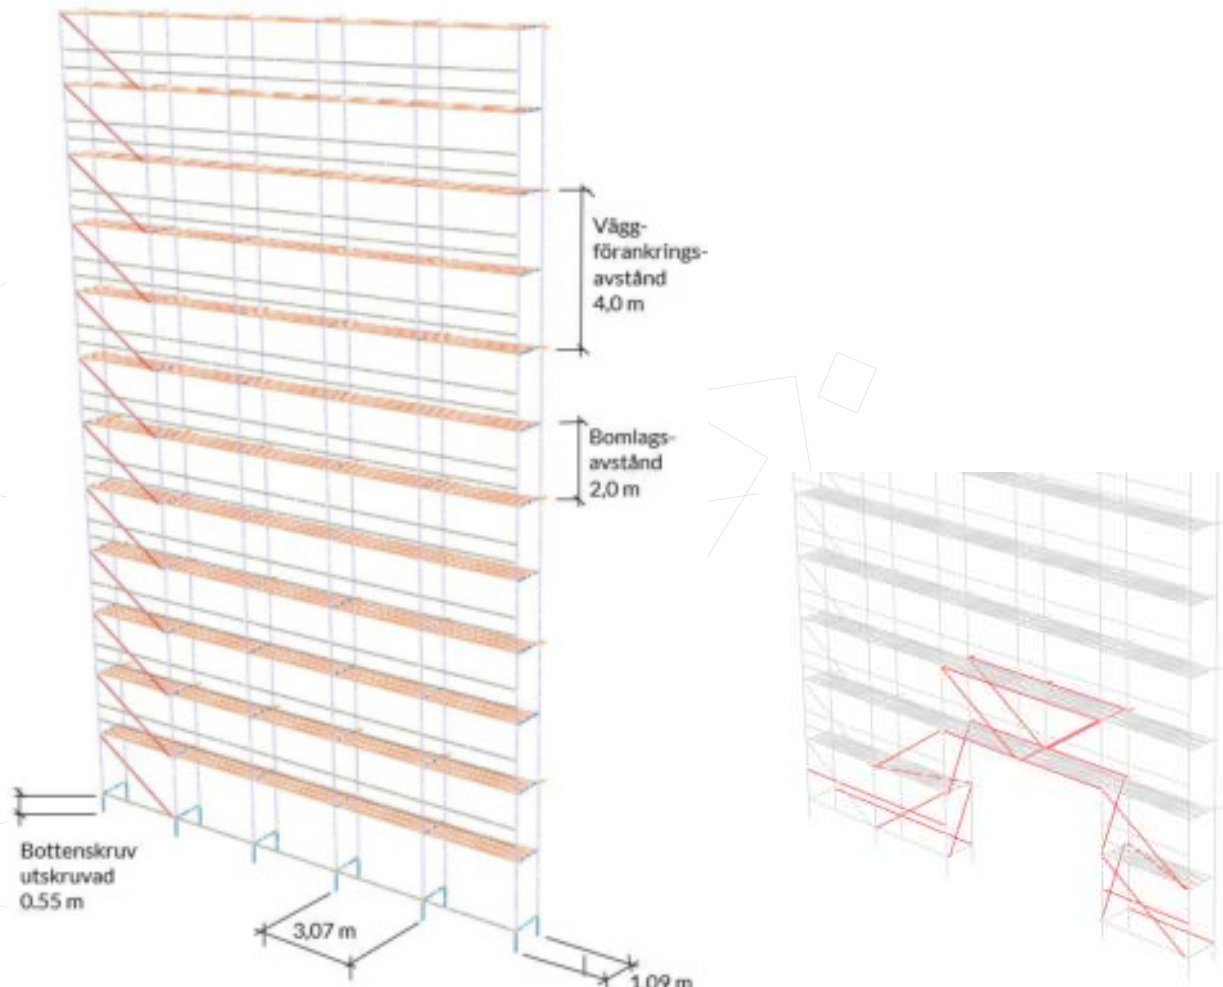 Vägg-
förankrings-
avstånd
4,0 m
Bomlags-
avstånd
2,0 m
Bottenskruv
utskruvad
0.55 m
3,07 m
1,09 m